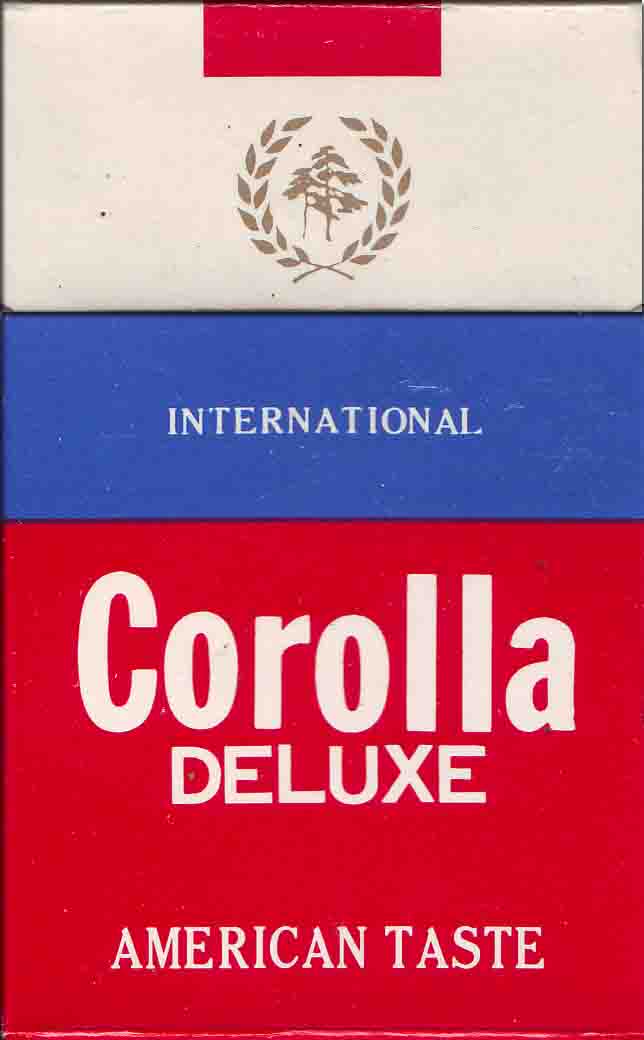 INTERNATIONAL
Corolla
DELUXE
AMERICAN TASTE